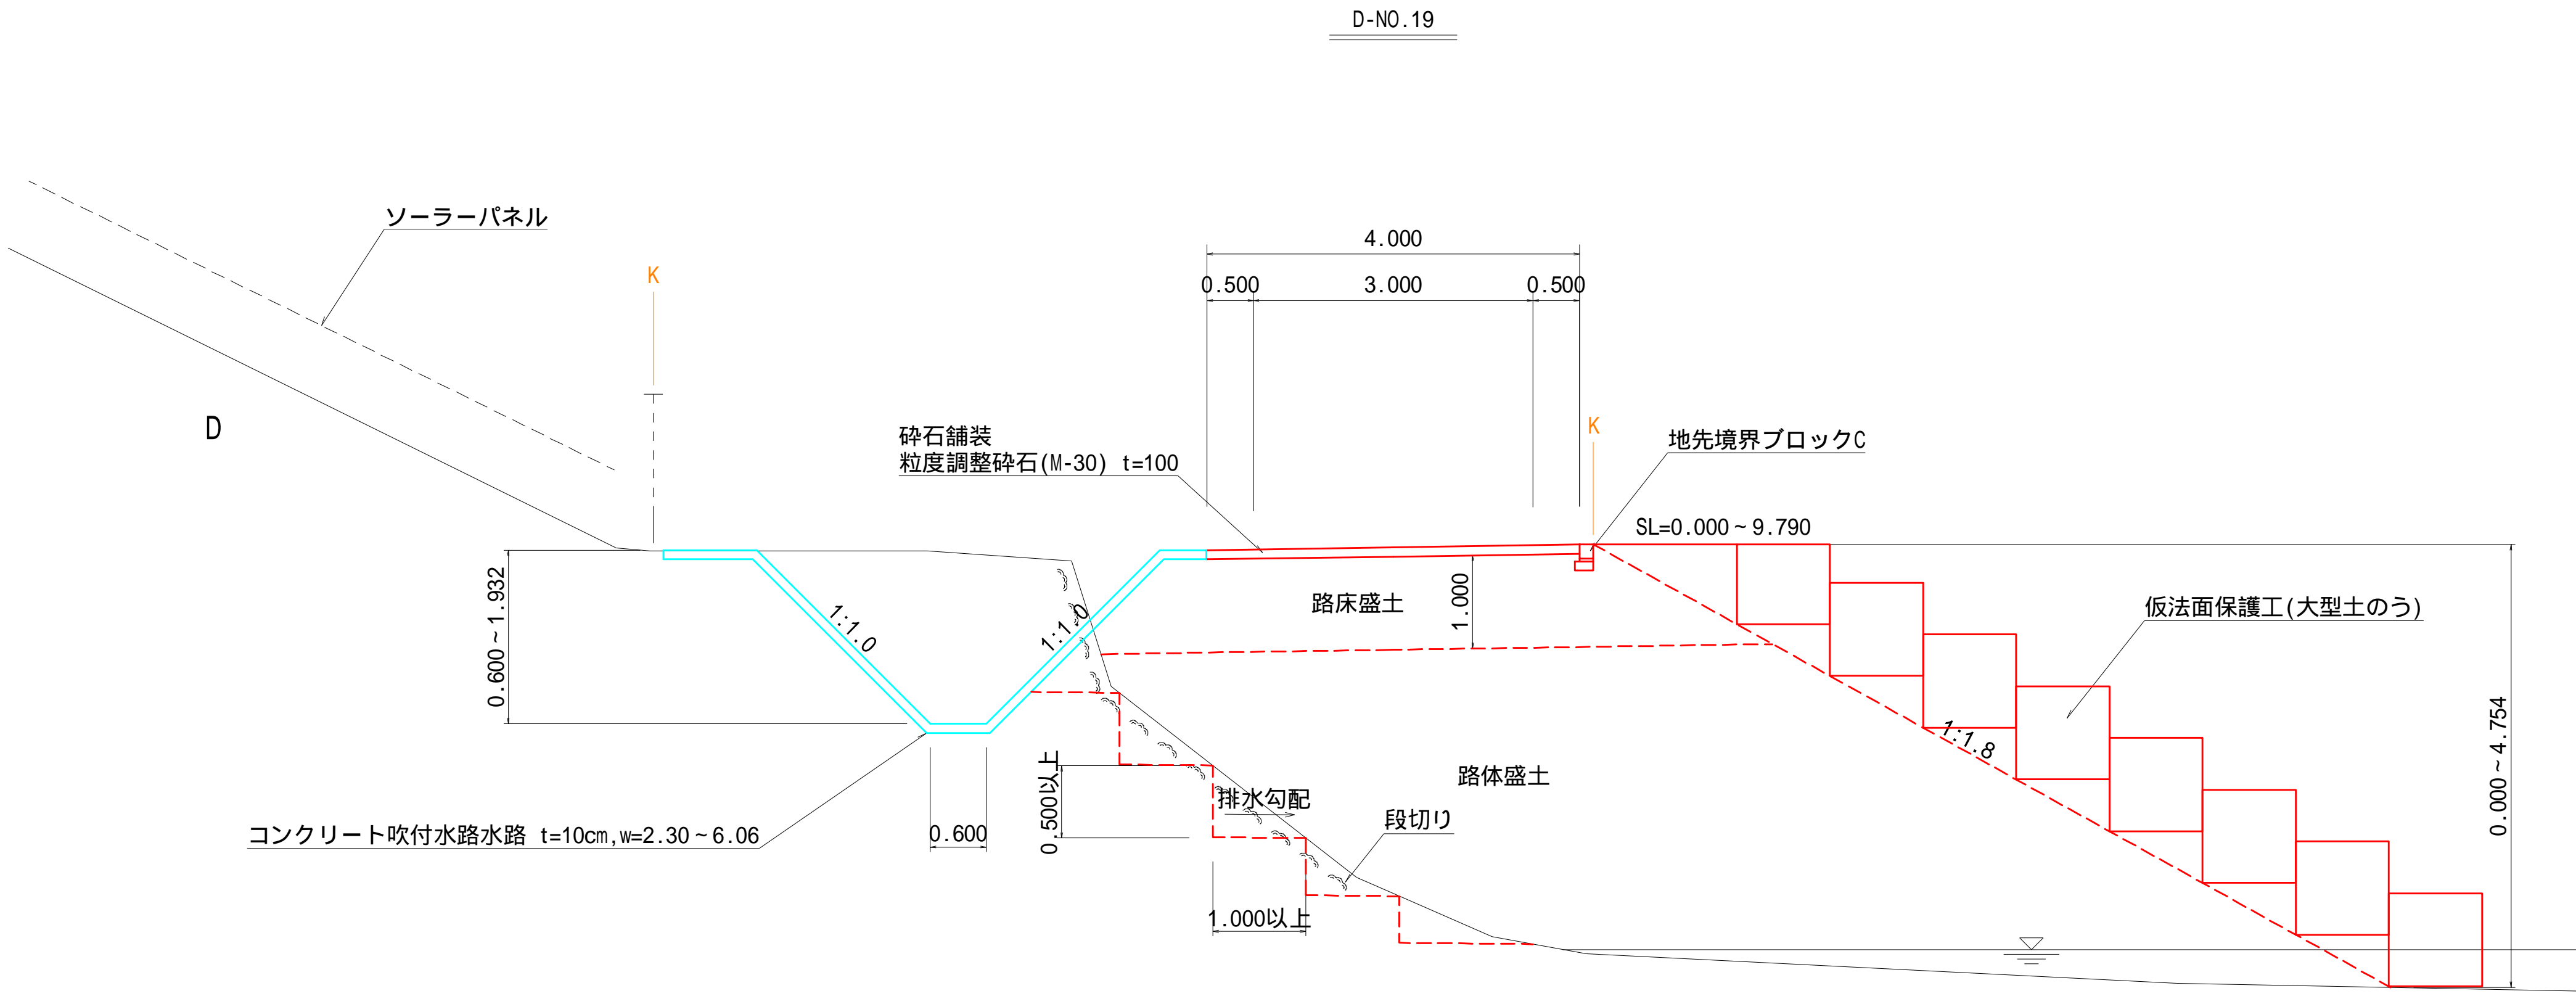 D-NO.19
ソーラーパネル
D
K
4.000
0.500
3.000
0.500
K
砕石舗装
粒度調整砕石(M-30) t=100
地先境界ブロックC
SL=0.000～9.790
0.600～1.932
1:1.0
1:1.0
路床盛土
1.000
仮法面保護工(大型土のう)
1:1.8
0.000～4.754
路体盛土
排水勾配
段切り
0.500以上
1.000以上
0.600
コンクリート吹付水路水路 t=10cm,w=2.30～6.06